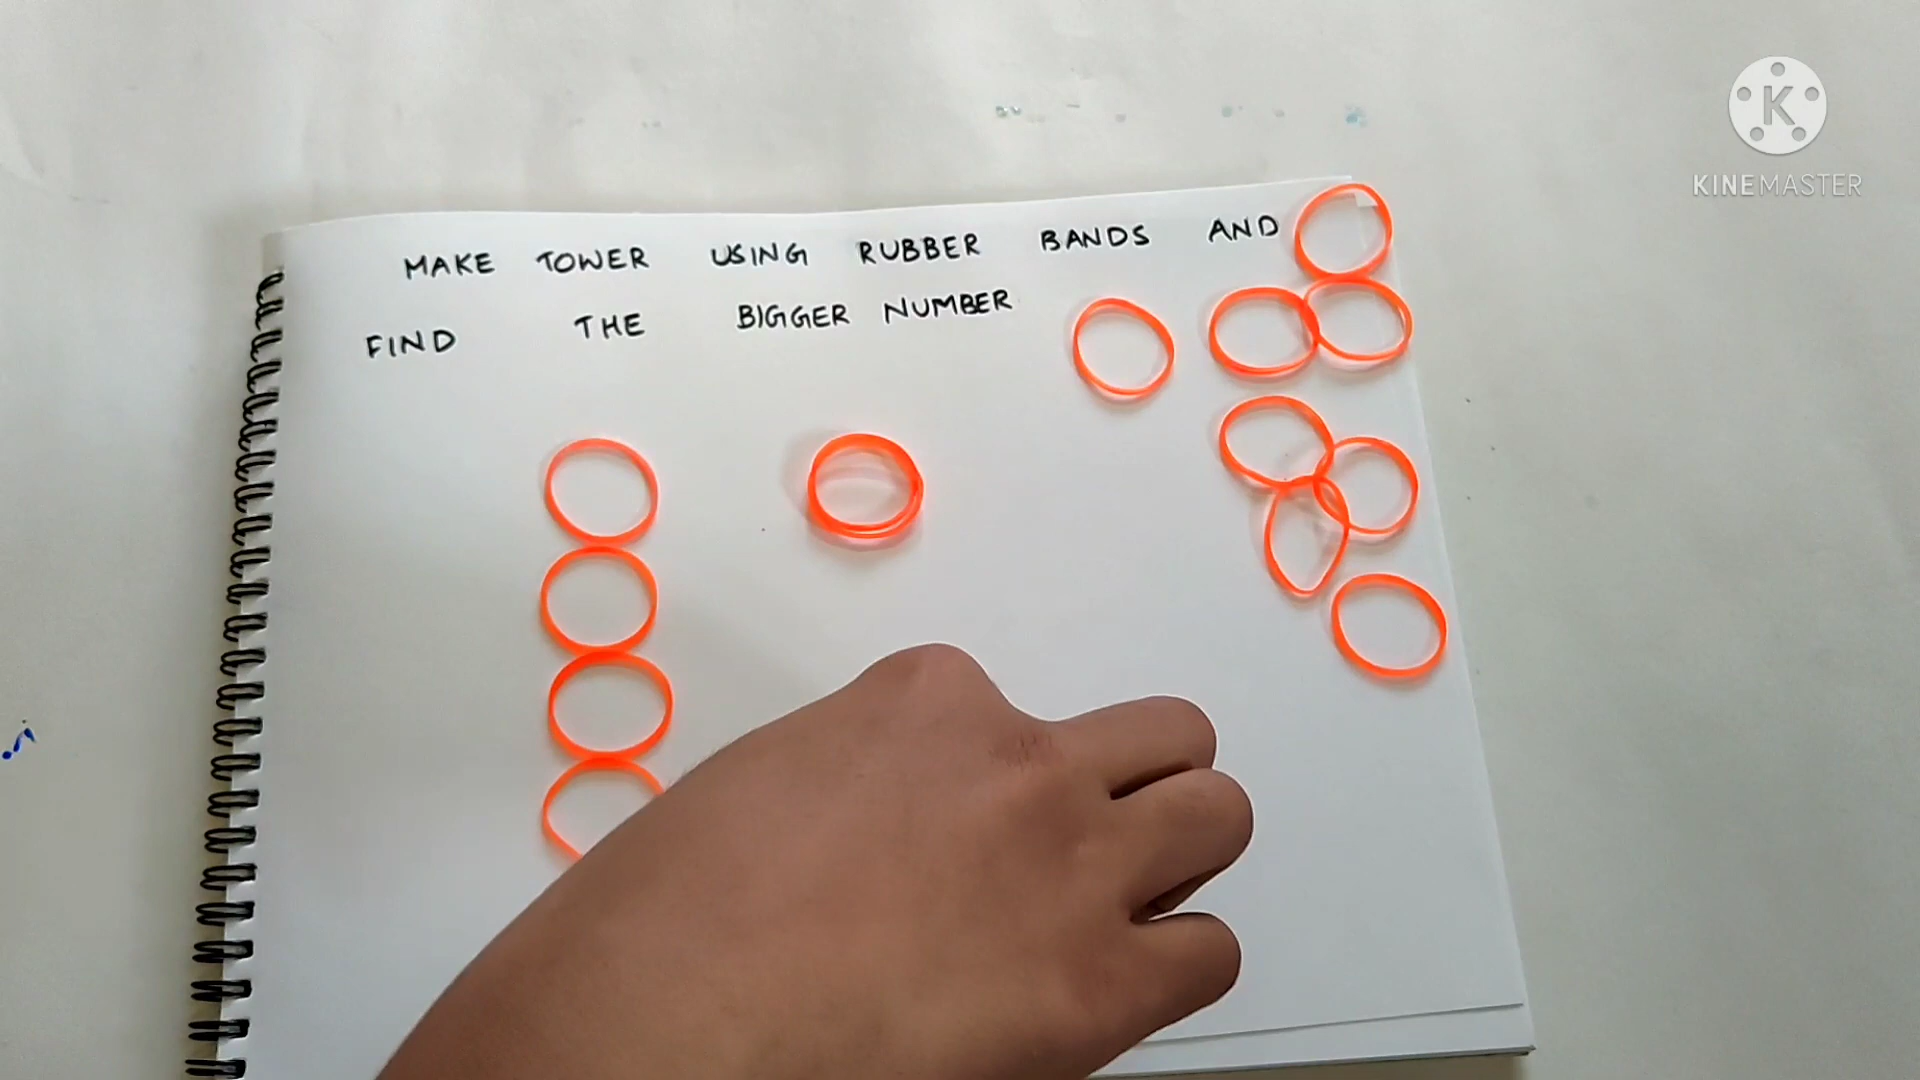 MAKE TOWER USING RUBBER BANDS AND
FIND THE BIGGER NUMBER
K
KINEMASTER